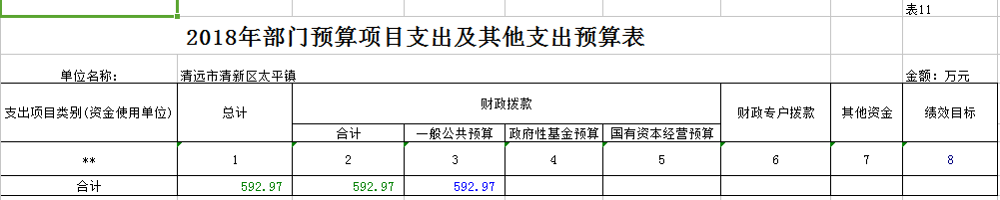 表11
2018年部门预算项目支出及其他支出预算表
单位名称： 清远市清新区太平镇 金额：万元
支出项目类别(资金使用单位) 总计 财政拨款 财政专户拨款 其他资金 绩效目标
合计 一般公共预算 政府性基金预算 国有资本经营预算
** 1 2 3 4 5 6 7 8
合计 592.97 592.97 592.97